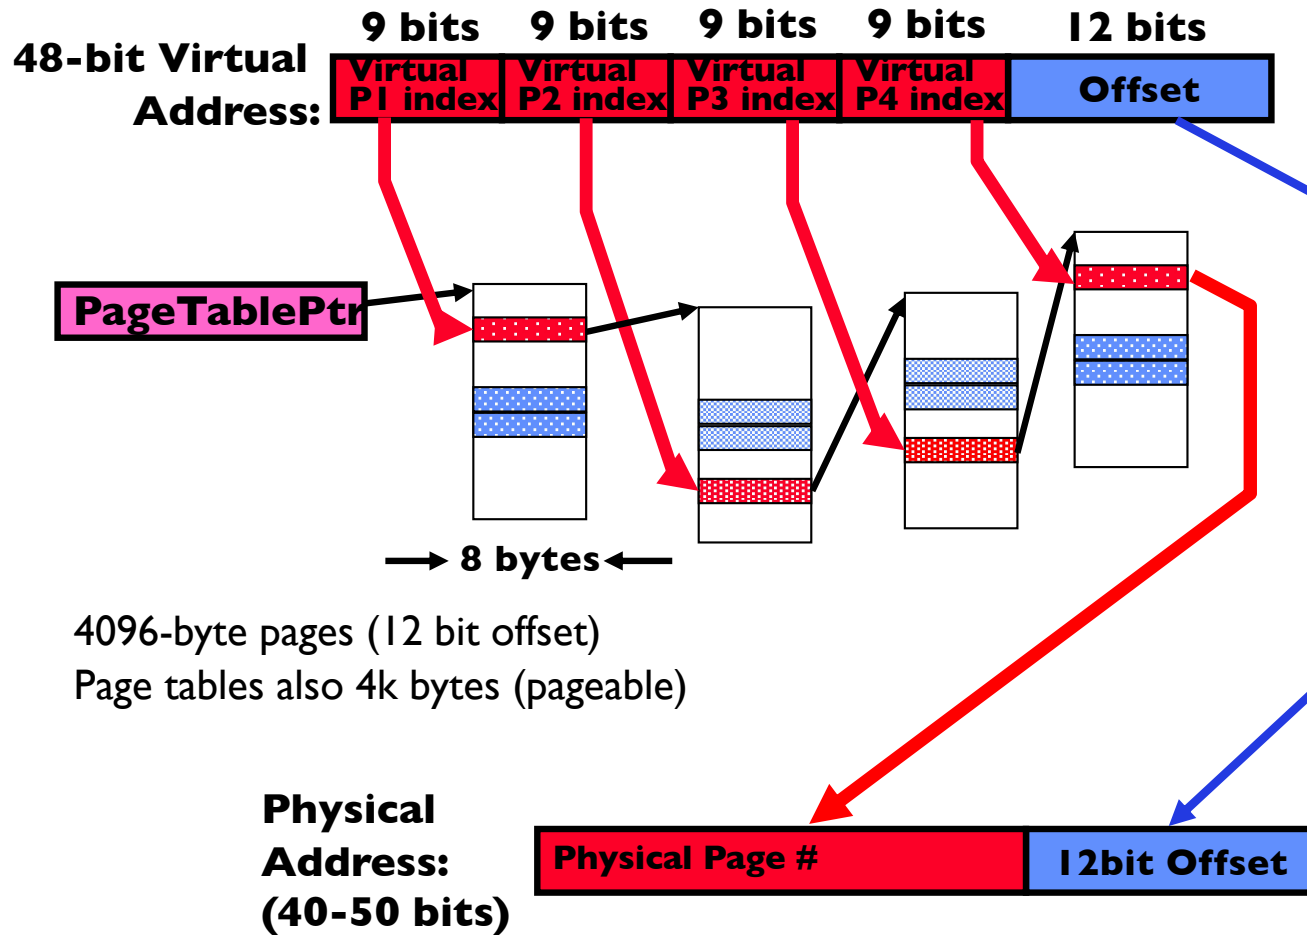 9 bits 9 bits 9 bits 9 bits 12 bits
48-bit Virtual
Address:
Virtual
P1 index
Virtual
P2 index
Virtual
P3 index
Virtual
P4 index
Offset
PageTablePtr
8 bytes
4096-byte pages (12 bit offset)
Page tables also 4k bytes (pageable)
Physical
Address:
(40-50 bits)
Physical Page #
12bit Offset